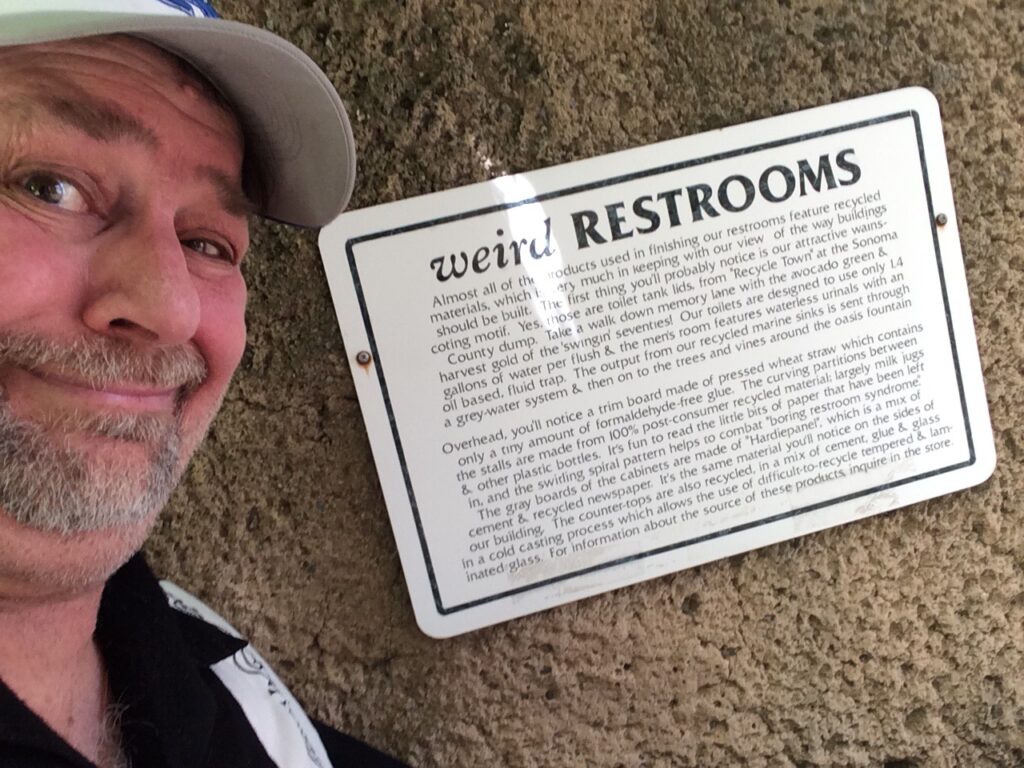 weird RESTROOMS
Almost all of the products used in finishing our restrooms feature recycled
materials, which is very much in keeping with our view of the way buildings
should be built. The first thing you'll probably notice is our attractive wains-
coting motif. Yes, those are toilet tank lids, from "Recycle Town" at the Sonoma
County dump. Take a walk down memory lane with the avocado green &
harvest gold of the 'swingin' seventies! Our toilets are designed to use only 1.4
gallons of water per flush & the men's room features waterless urinals with an
oil based, fluid trap. The output from our recycled marine sinks is sent through
a grey-water system & then on to the trees and vines around the oasis fountain
Overhead, you'll notice a trim board made of pressed wheat straw which contains
only a tiny amount of formaldehyde-free glue. The curving partitions between
the stalls are made from 100% post-consumer recycled material; largely milk jugs
& other plastic bottles. It's fun to read the little bits of paper that have been left
in, and the swirling spiral pattern helps to combat "boring restroom syndrome".
The gray boards of the cabinets are made of "Hardiepanel", which is a mix of
cement & recycled newspaper. It's the same material you'll notice on the sides of
our building. The counter-tops are also recycled, in a mix of cement, glue & glass
in a cold casting process which allows the use of difficult-to-recycle tempered & lam-
inated glass. For information about the source of these products, inquire in the store.